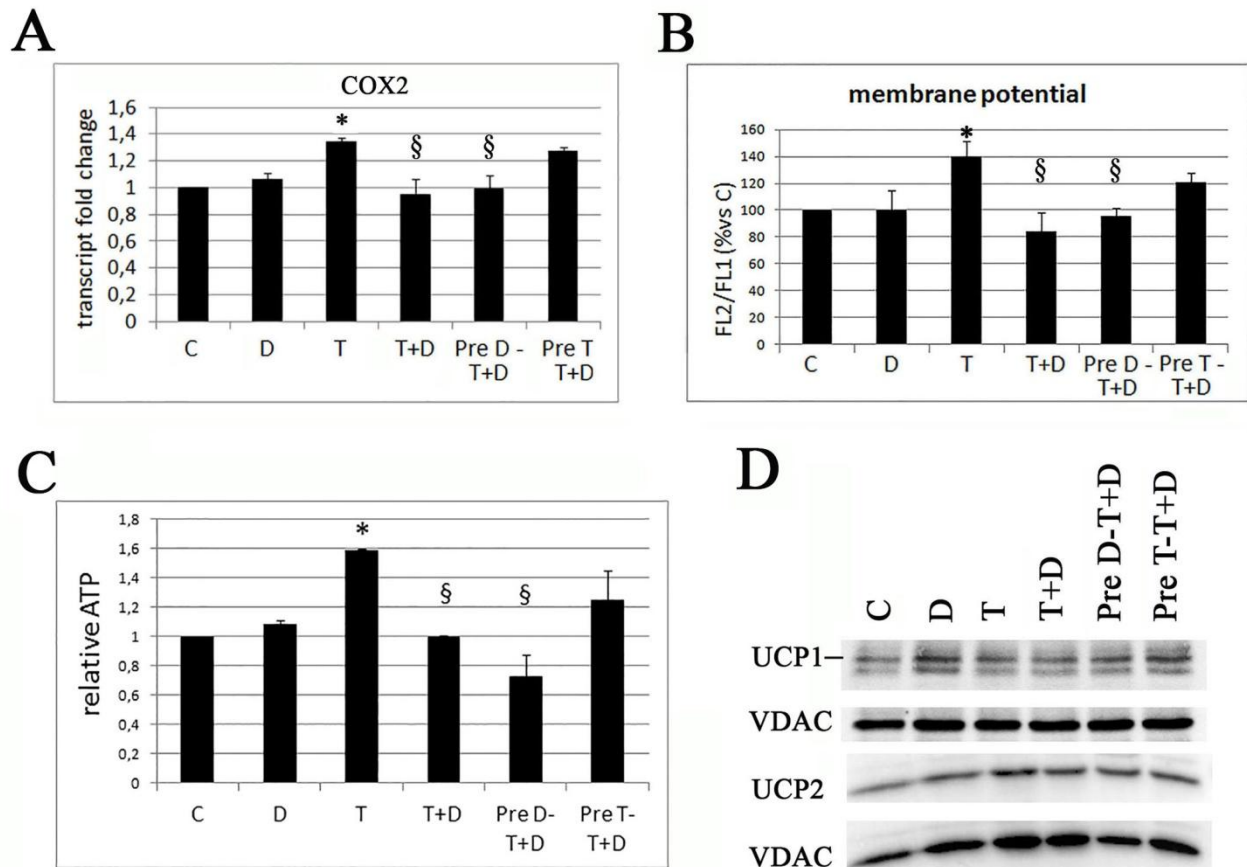 A
COX2
transcript fold change
1,6
1,4
1,2
1
0,8
0,6
0,4
0,2
0
*
§
§
C
D
T
T+D
Pre D -
T+D
Pre T
T+D
B
membrane potential
FL2/FL1 (%vs C)
160
140
120
100
80
60
40
20
0
*
§
§
C
D
T
T+D
Pre D -
T+D
Pre T -
T+D
C
relative ATP
1,8
1,6
1,4
1,2
1
0,8
0,6
0,4
0,2
0
*
§
§
C
D
T
T+D
Pre D-
T+D
Pre T-
T+D
D
C
D
T
T+D
Pre D-T+D
Pre T-T+D
UCP1
VDAC
UCP2
VDAC